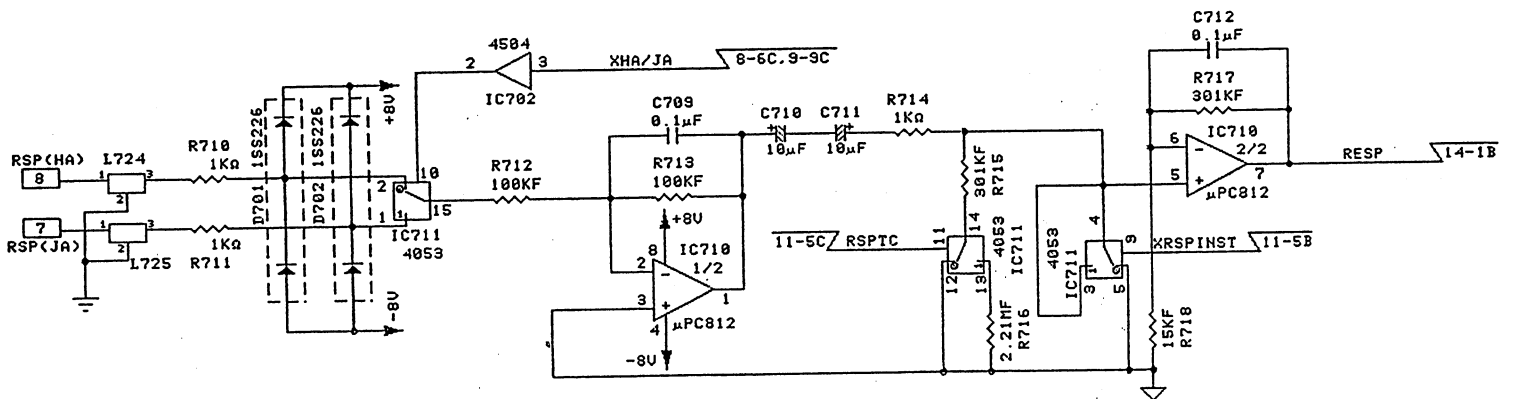 C712
0.1µF
R717
301KF
4504
2
3
XHA/JA
8-6C.9-9C
IC702
+8V
1SS226
1SS226
D701
D702
C709
0.1µF
C710
10µF
C711
10µF
R714
1KΩ
IC710
2/2
6
5
7
µPC812
RESP
14-1B
RSP(HA)
8
L724
1
3
2
R710
1KΩ
10
2
15
1
1
IC711
4053
R712
100KF
R713
100KF
301KF
R715
7
RSP(JA)
1
3
2
L725
1KΩ
R711
+8V
8
IC710
1/2
2
3
1
4
µPC812
-8V
-8V
11-5C
RSPTC
11
14
4053
IC711
12
1
13
2.21MF
R716
4
9
XRSPINST
11-5B
4053
IC711
1
3
5
15KF
R718